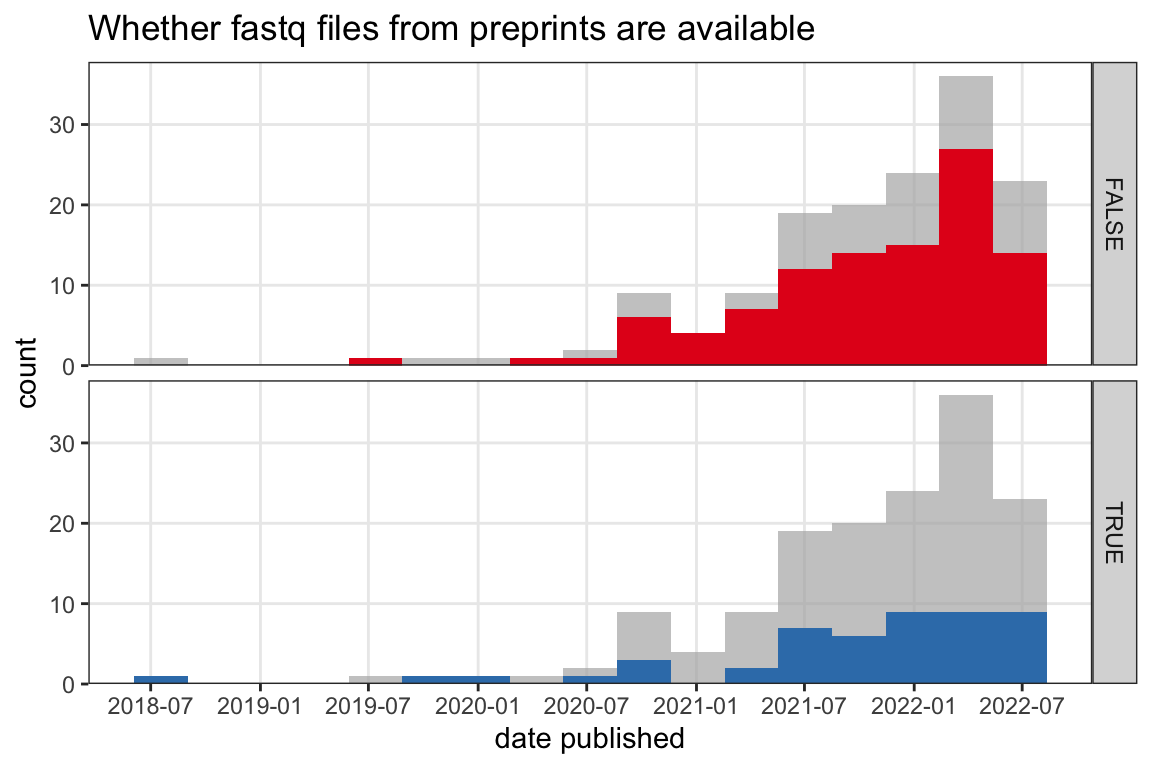 Whether fastq files from preprints are available
30
20
10
0
FALSE
count
30
20
10
0
TRUE
2018-07 2019-01 2019-07 2020-01 2020-07 2021-01 2021-07 2022-01 2022-07
date published